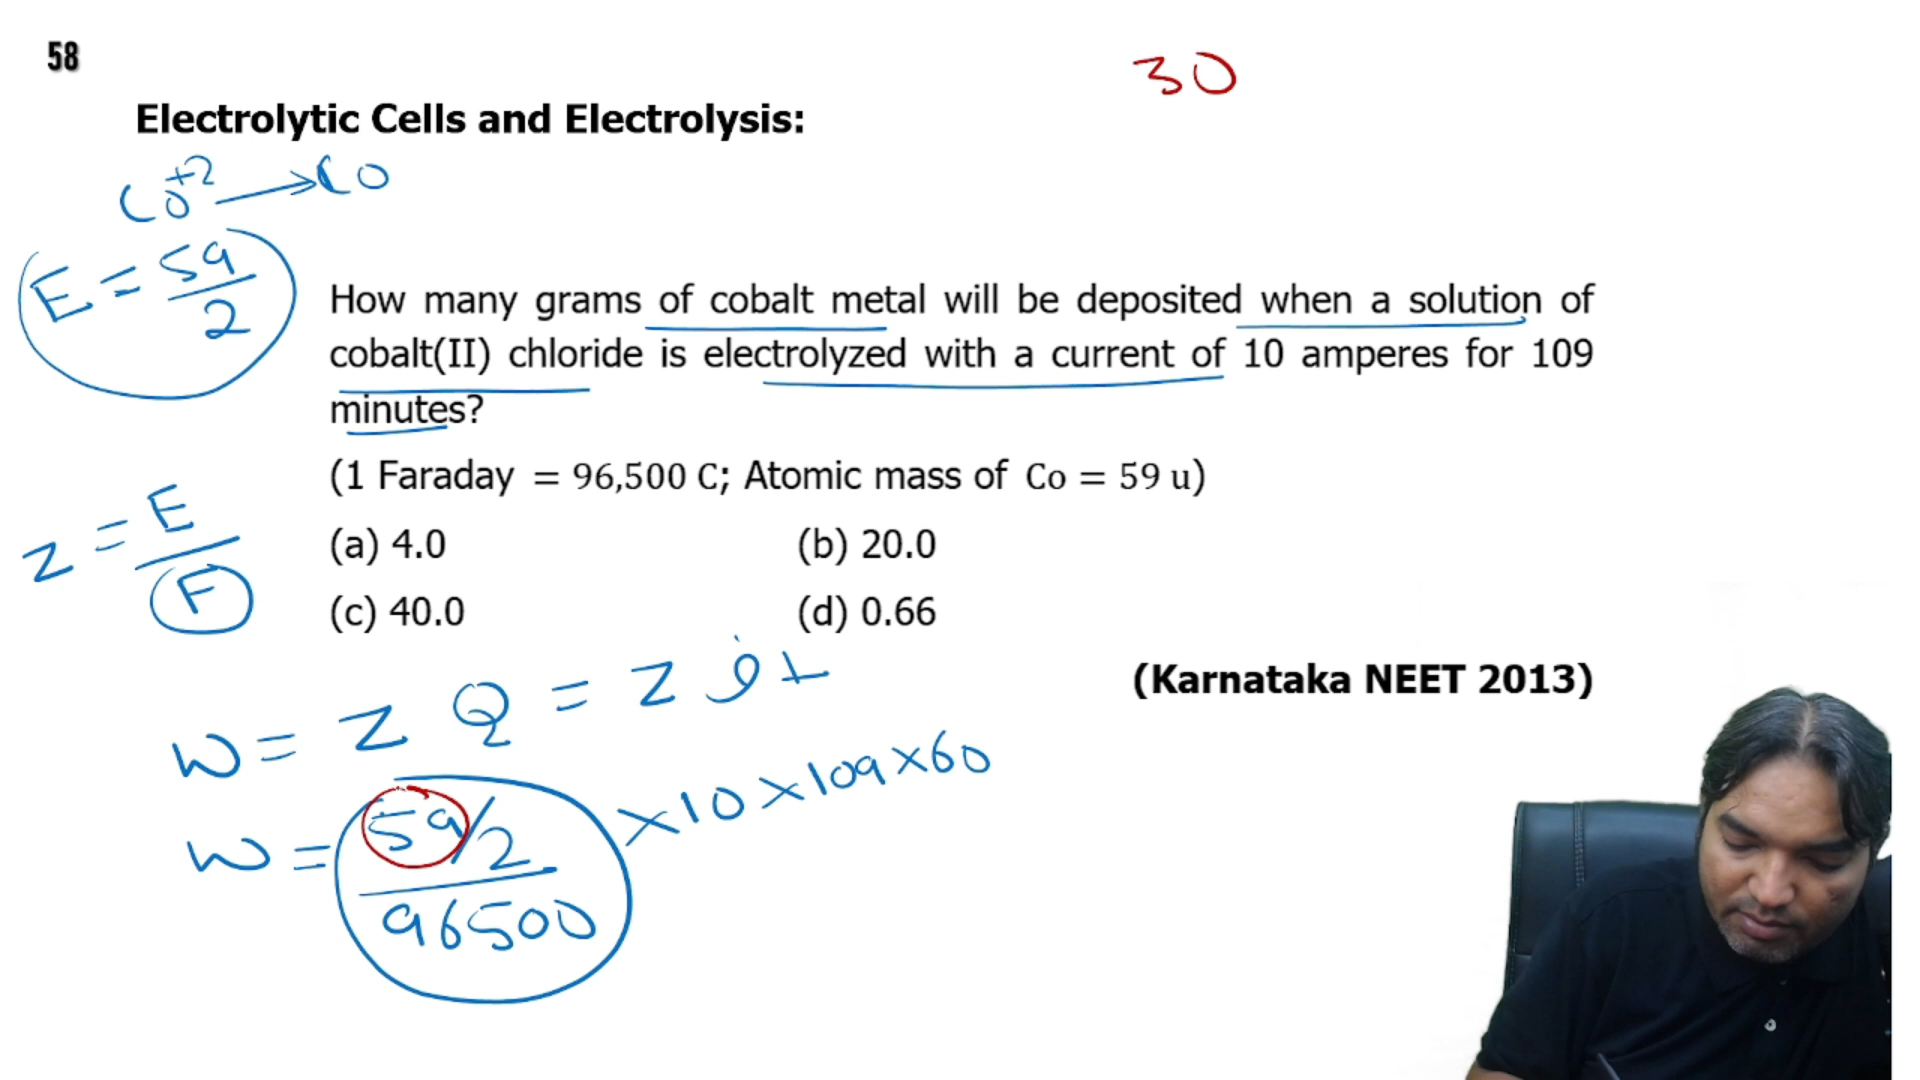 58
30
Electrolytic Cells and Electrolysis:
Co+2 → Co
E = 59/2
How many grams of cobalt metal will be deposited when a solution of
cobalt(II) chloride is electrolyzed with a current of 10 amperes for 109
minutes?
(1 Faraday = 96,500 C; Atomic mass of Co = 59 u)
z = E/F
(a) 4.0 (b) 20.0
(c) 40.0 (d) 0.66
(Karnataka NEET 2013)
W = Z Q = Z i t
W = 59/2 / 96500 × 10 × 109 × 60